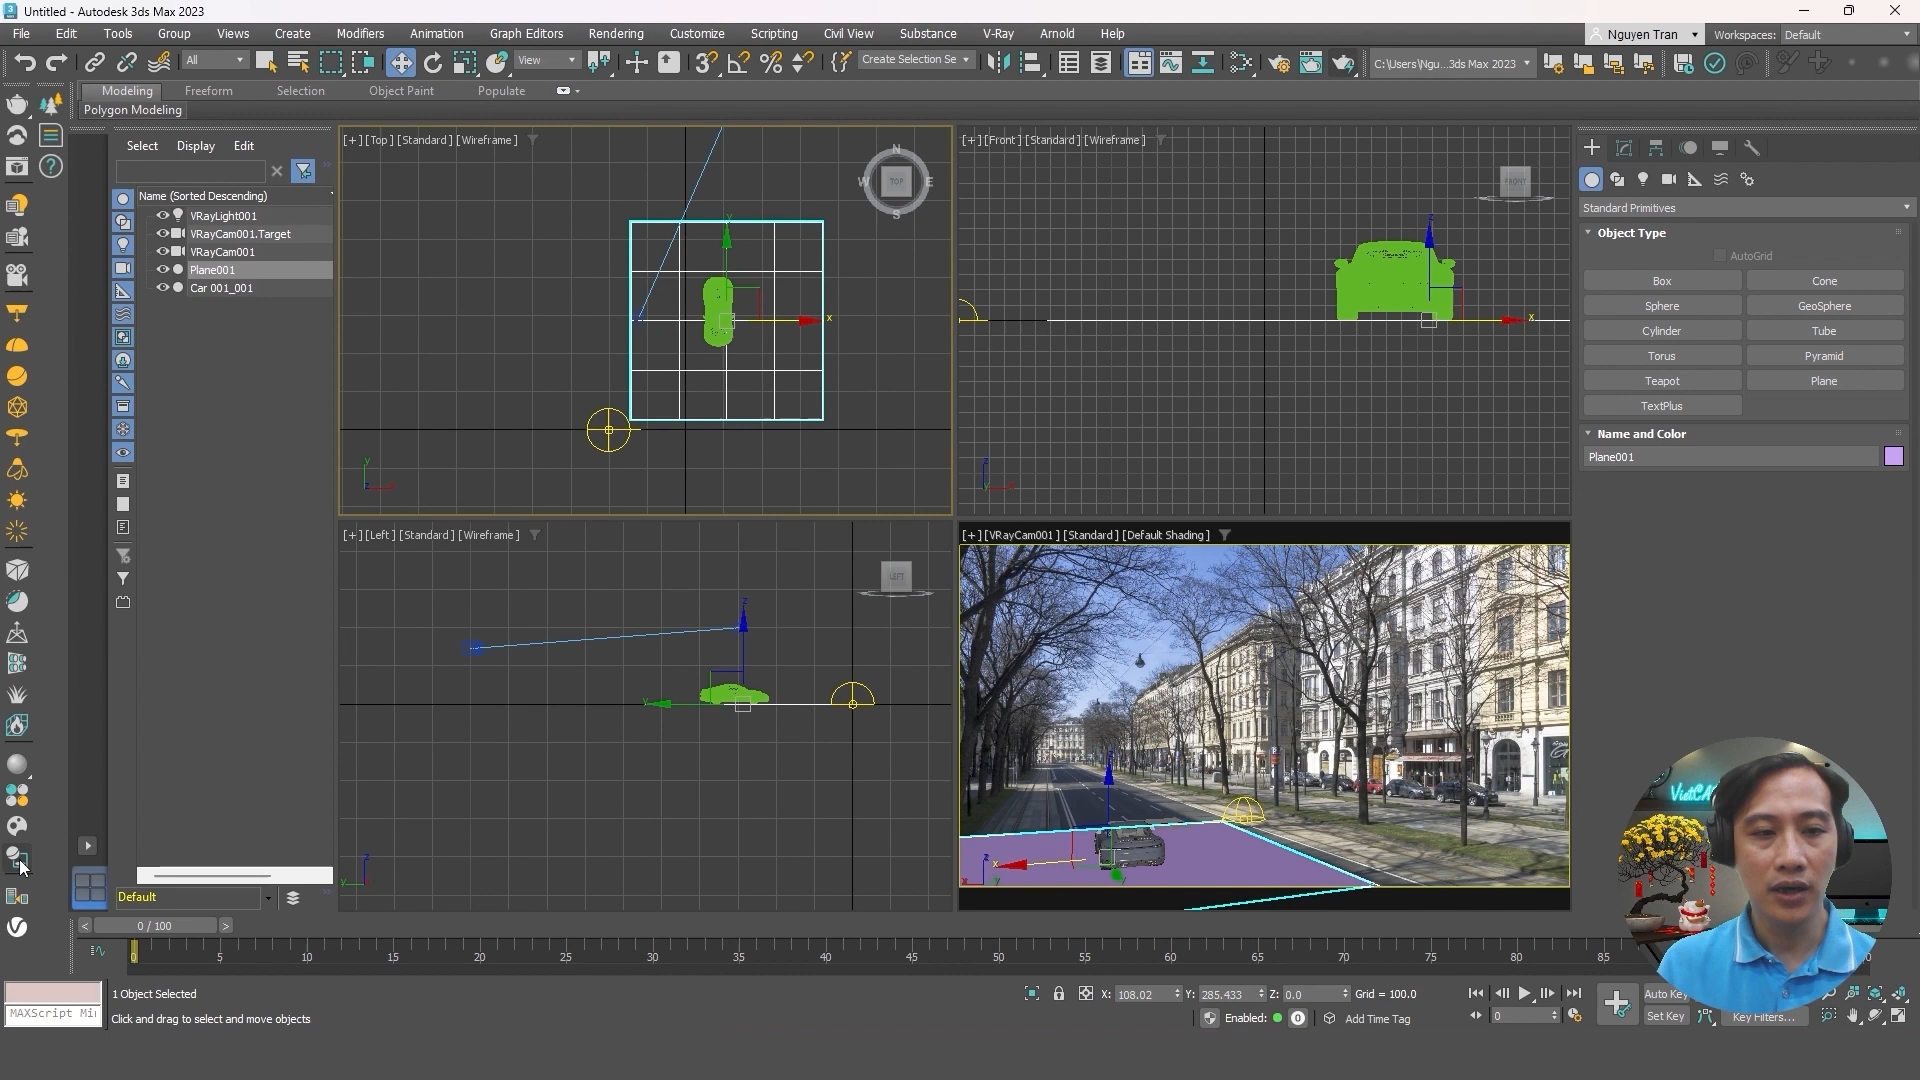 Untitled - Autodesk 3ds Max 2023
File Edit Tools Group Views Create Modifiers Animation Graph Editors Rendering Customize Scripting Civil View Substance V-Ray Arnold Help
Nguyen Tran
Workspaces: Default
All
View
Create Selection Se
C:\Users\Ngu...3ds Max 2023
Modeling Freeform Selection Object Paint Populate
Polygon Modeling
Select Display Edit
Name (Sorted Descending)
VRayLight001
VRayCam001.Target
VRayCam001
Plane001
Car 001_001
Default
[+] [Top] [Standard] [Wireframe]
N
W TOP E
S
y
x
y
z
[+] [Front] [Standard] [Wireframe]
FRONT
z
x
z
y
[+] [Left] [Standard] [Wireframe]
LEFT
z
y
z
y
[+] [VRayCam001] [Standard] [Default Shading]
z
x
y
z
x
y
Standard Primitives
Object Type
AutoGrid
Box Cone
Sphere GeoSphere
Cylinder Tube
Torus Pyramid
Teapot Plane
TextPlus
Name and Color
Plane001
< 0 / 100 >
0 5 10 15 20 25 30 35 40 45 50 55 60 65 70 75 80 85
1 Object Selected
MAXScript Mi
Click and drag to select and move objects
X: 108.02 Y: 285.433 Z: 0.0 Grid = 100.0
Enabled: 0 Add Time Tag
0
Auto Key
Set Key
Key Filters...